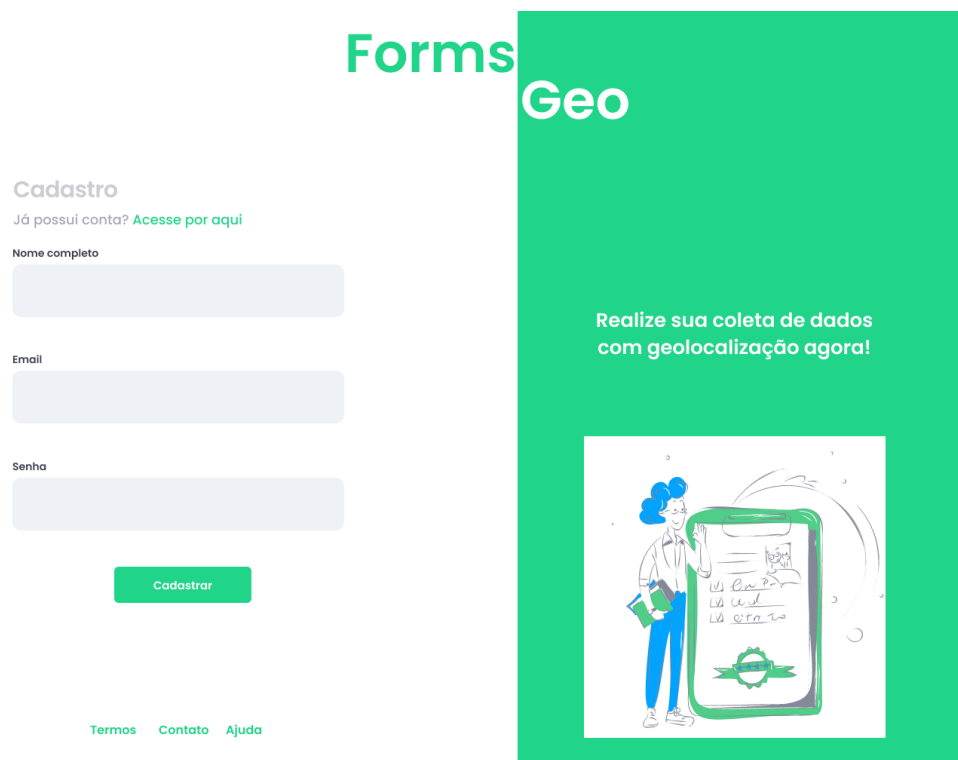 Forms
Geo
Cadastro
Já possui conta? Acesse por aqui
Nome completo
Email
Senha
Cadastrar
Termos Contato Ajuda
Realize sua coleta de dados
com geolocalização agora!